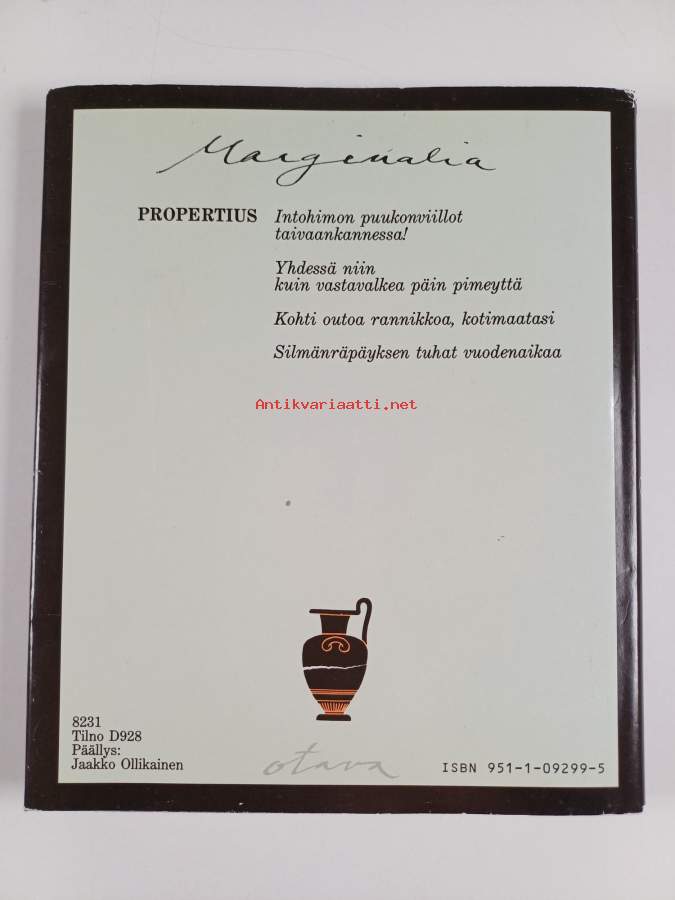 Marginalia
PROPERTIUS Intohimon puukonviillot
taivaankannessa!
Yhdessä niin
kuin vastavalkea päin pimeyttä
Kohti outoa rannikkoa, kotimaatasi
Silmänräpäyksen tuhat vuodenaikaa
Antikvariaatti.net
8231
Tilno D928
Päällys:
Jaakko Ollikainen
otava
ISBN 951-1-09299-5